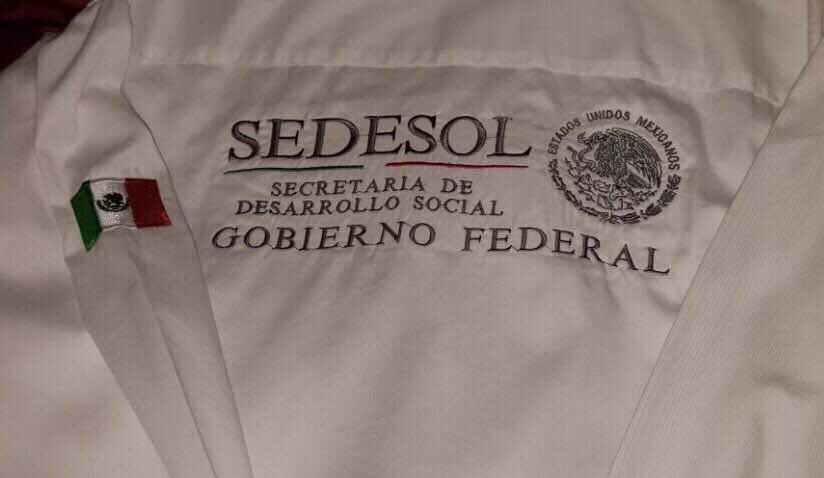 SEDESOL
SECRETARIA DE
DESARROLLO SOCIAL
GOBIERNO FEDERAL
ESTADOS UNIDOS MEXICANOS